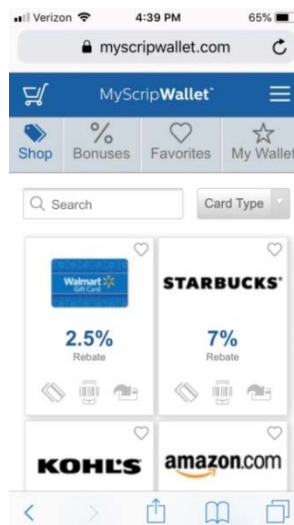 Verizon 4:39 PM 65%
myscripwallet.com
MyScripWallet™
Shop Bonuses Favorites My Wallet
Search Card Type
Walmart
Gift Card
STARBUCKS®
2.5% 7%
Rebate Rebate
KOHL'S amazon.com